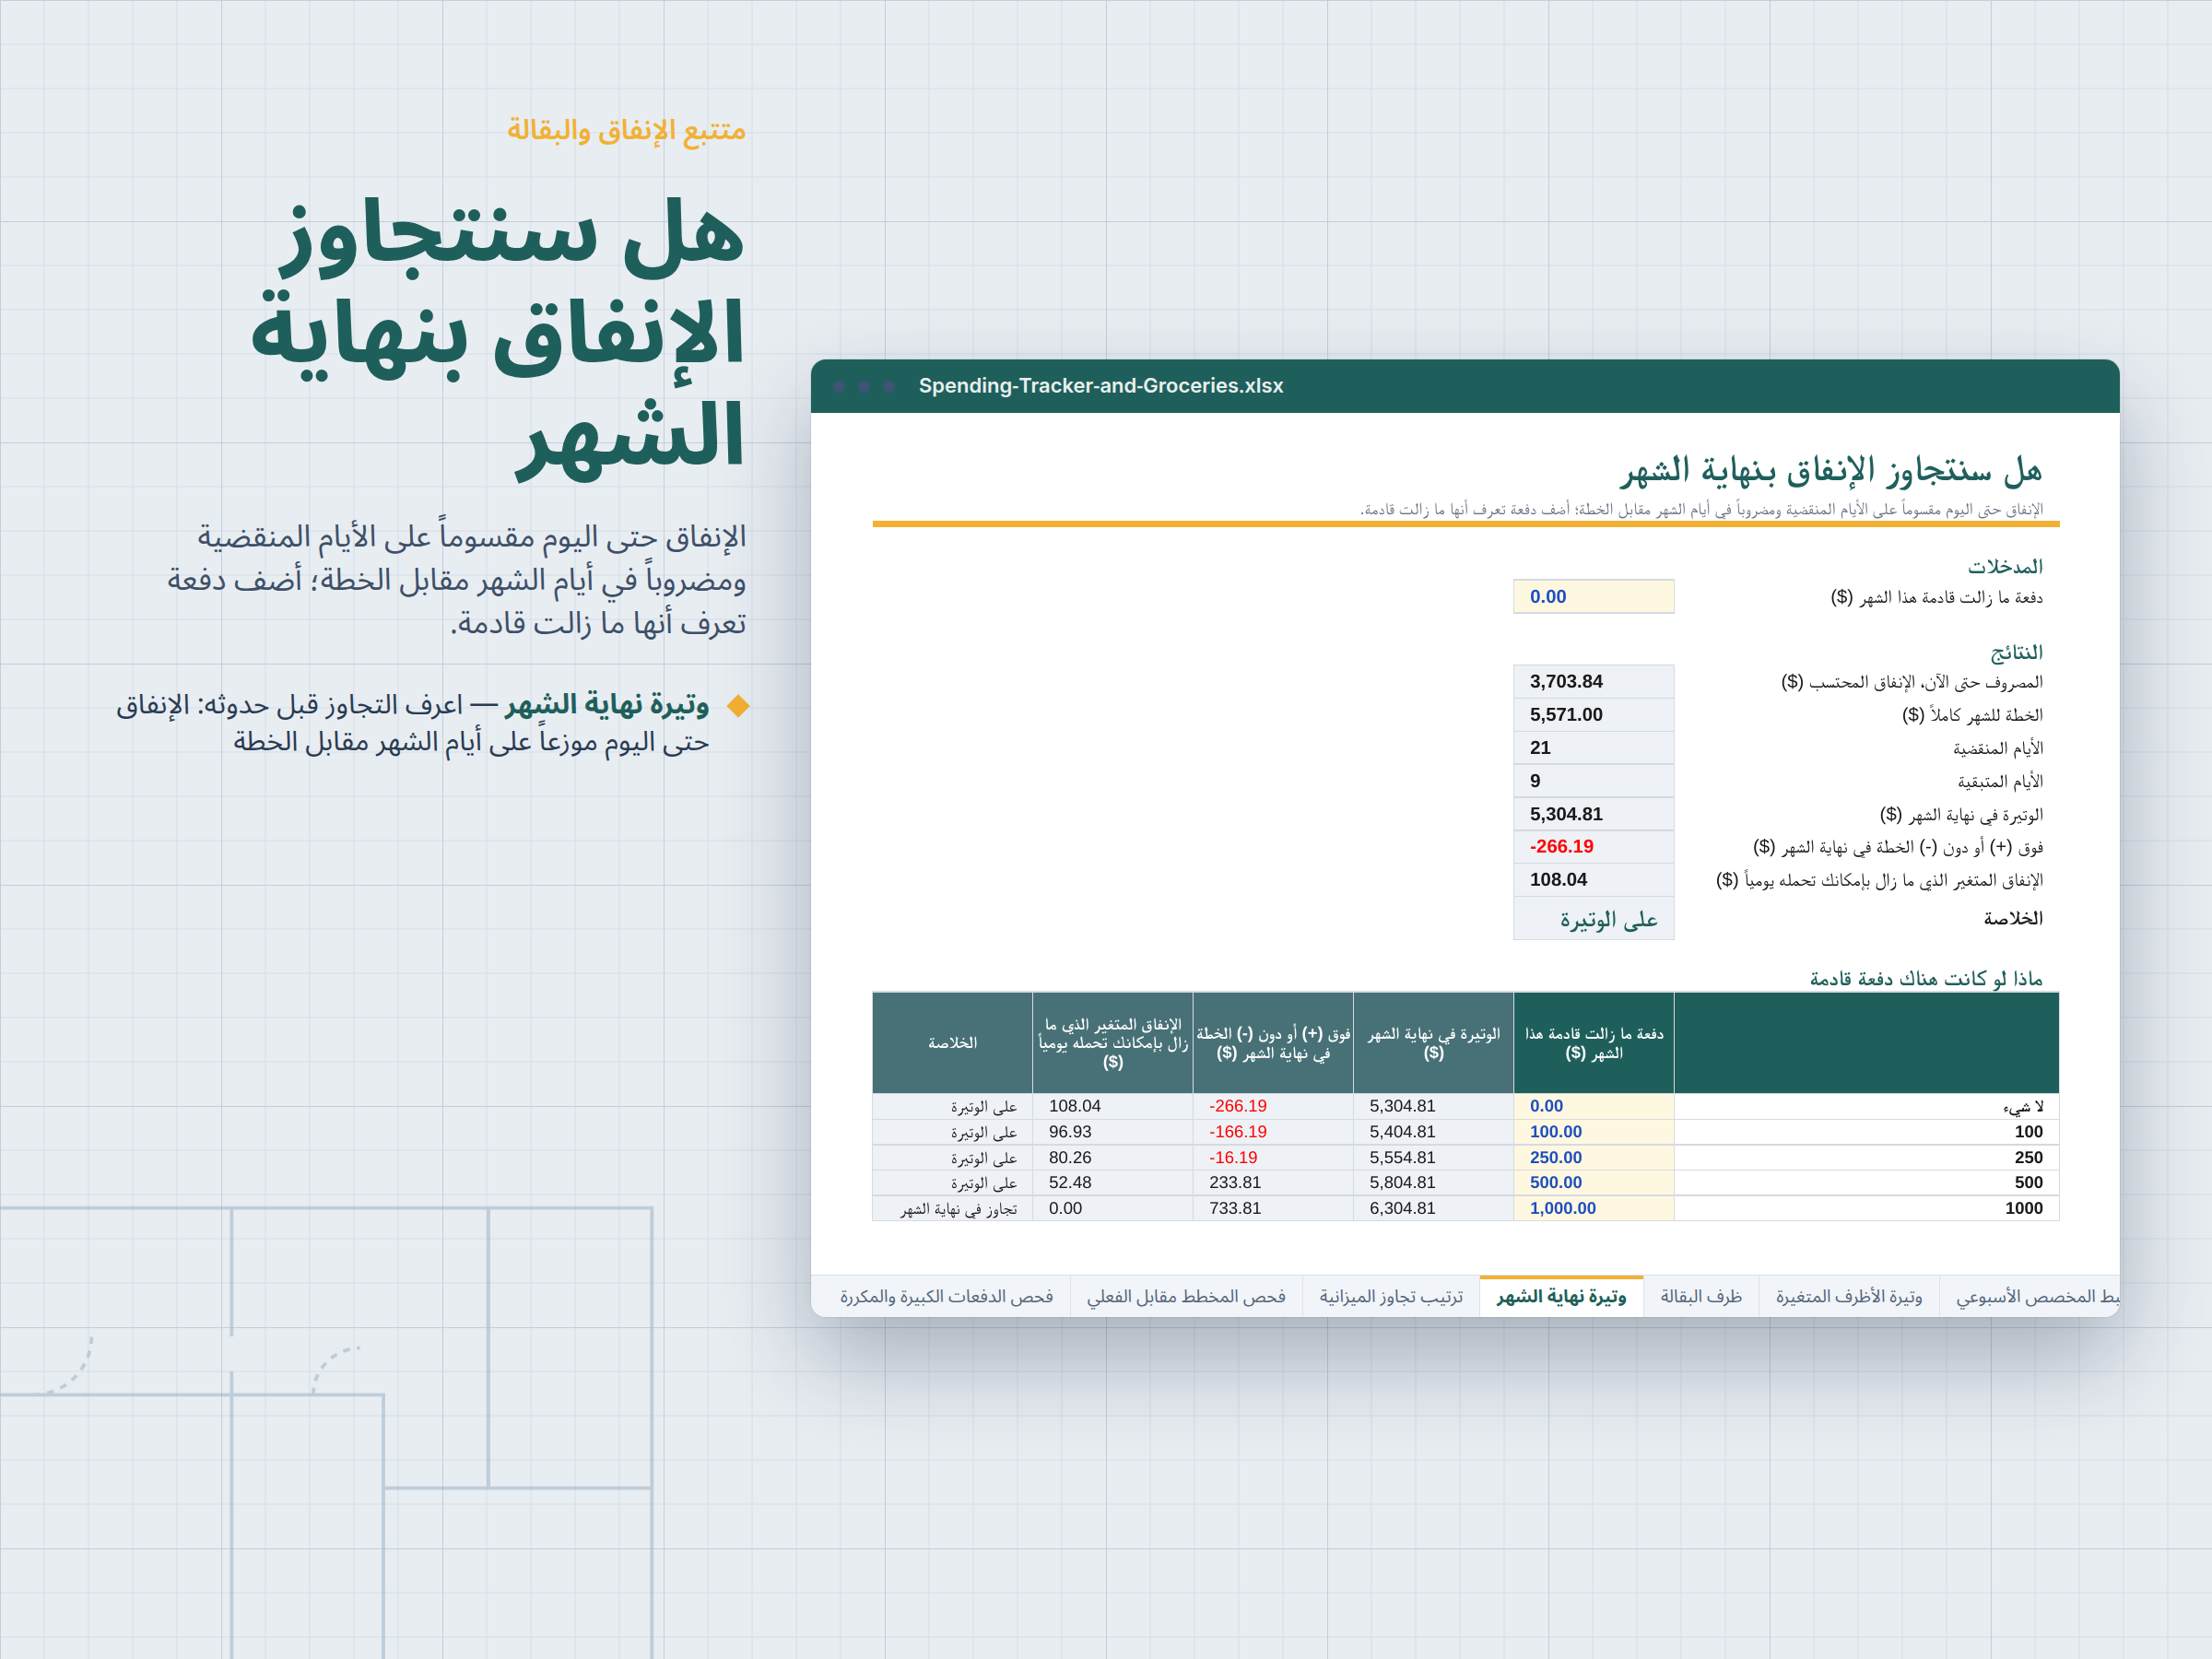 متتبع الإنفاق والبقالة
هل سنتجاوز
الإنفاق بنهاية
الشهر
الإنفاق حتى اليوم مقسوماً على الأيام المنقضية
ومضروباً في أيام الشهر مقابل الخطة؛ أضف دفعة
تعرف أنها ما زالت قادمة.
وتيرة نهاية الشهر — اعرف التجاوز قبل حدوثه: الإنفاق
حتى اليوم موزعاً على أيام الشهر مقابل الخطة
Spending-Tracker-and-Groceries.xlsx
هل سنتجاوز الإنفاق بنهاية الشهر
الإنفاق حتى اليوم مقسوماً على الأيام المنقضية ومضروباً في أيام الشهر مقابل الخطة؛ أضف دفعة تعرف أنها ما زالت قادمة.
المدخلات
دفعة ما زالت قادمة هذا الشهر ($) 0.00
النتائج
المصروف حتى الآن، الإنفاق المحتسب ($) 3,703.84
الخطة للشهر كاملاً ($) 5,571.00
الأيام المنقضية 21
الأيام المتبقية 9
الوتيرة في نهاية الشهر ($) 5,304.81
فوق (+) أو دون (-) الخطة في نهاية الشهر ($) -266.19
الإنفاق المتغير الذي ما زال بإمكانك تحمله يومياً ($) 108.04
الخلاصة على الوتيرة
ماذا لو كانت هناك دفعة قادمة
دفعة ما زالت قادمة هذا الشهر ($) الوتيرة في نهاية الشهر ($) فوق (+) أو دون (-) الخطة في نهاية الشهر ($) الإنفاق المتغير الذي ما زال بإمكانك تحمله يومياً ($) الخلاصة
لا شيء 0.00 5,304.81 -266.19 108.04 على الوتيرة
100 100.00 5,404.81 -166.19 96.93 على الوتيرة
250 250.00 5,554.81 -16.19 80.26 على الوتيرة
500 500.00 5,804.81 233.81 52.48 على الوتيرة
1000 1,000.00 6,304.81 733.81 0.00 تجاوز في نهاية الشهر
المخصص الأسبوعي وتيرة الأظرف المتغيرة ظرف البقالة وتيرة نهاية الشهر ترتيب تجاوز الميزانية فحص المخطط مقابل الفعلي فحص الدفعات الكبيرة والمكررة